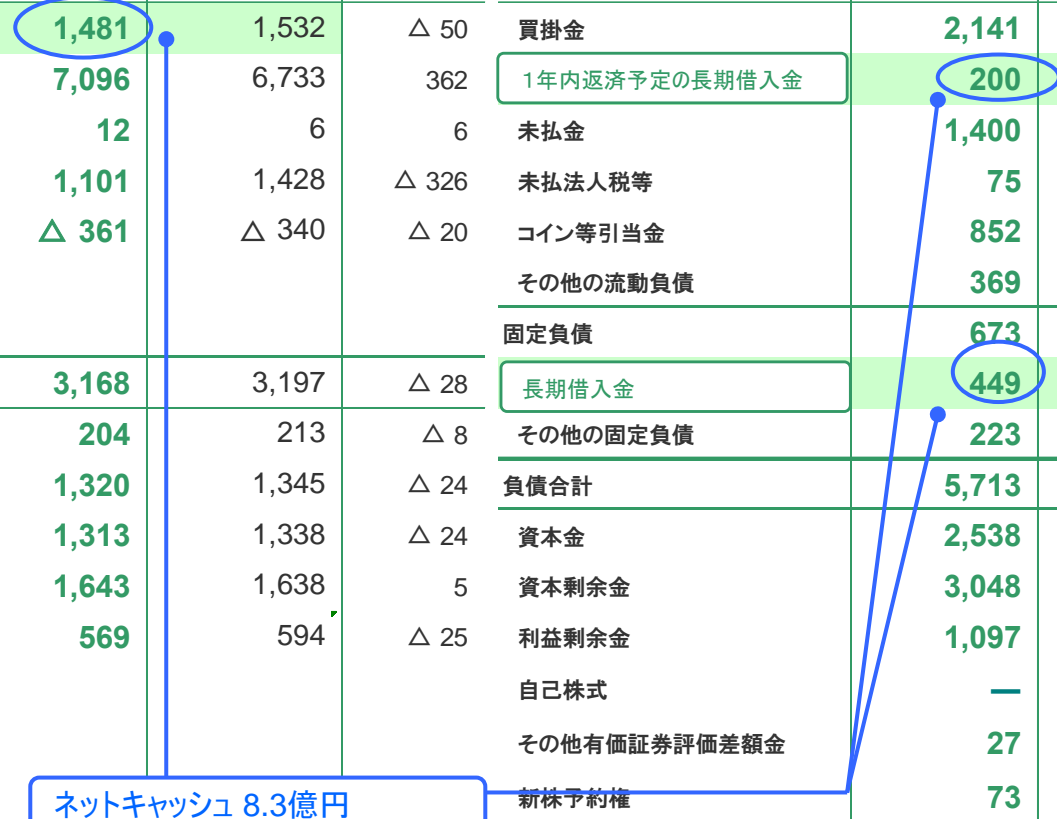 1,481 1,532 △ 50 買掛金 2,141
7,096 6,733 362 1年内返済予定の長期借入金 200
12 6 6 未払金 1,400
1,101 1,428 △ 326 未払法人税等 75
△ 361 △ 340 △ 20 コイン等引当金 852
その他の流動負債 369
固定負債 673
3,168 3,197 △ 28 長期借入金 449
204 213 △ 8 その他の固定負債 223
1,320 1,345 △ 24 負債合計 5,713
1,313 1,338 △ 24 資本金 2,538
1,643 1,638 5 資本剰余金 3,048
569 594 △ 25 利益剰余金 1,097
自己株式 ―
その他有価証券評価差額金 27
ネットキャッシュ 8.3億円 新株予約権 73